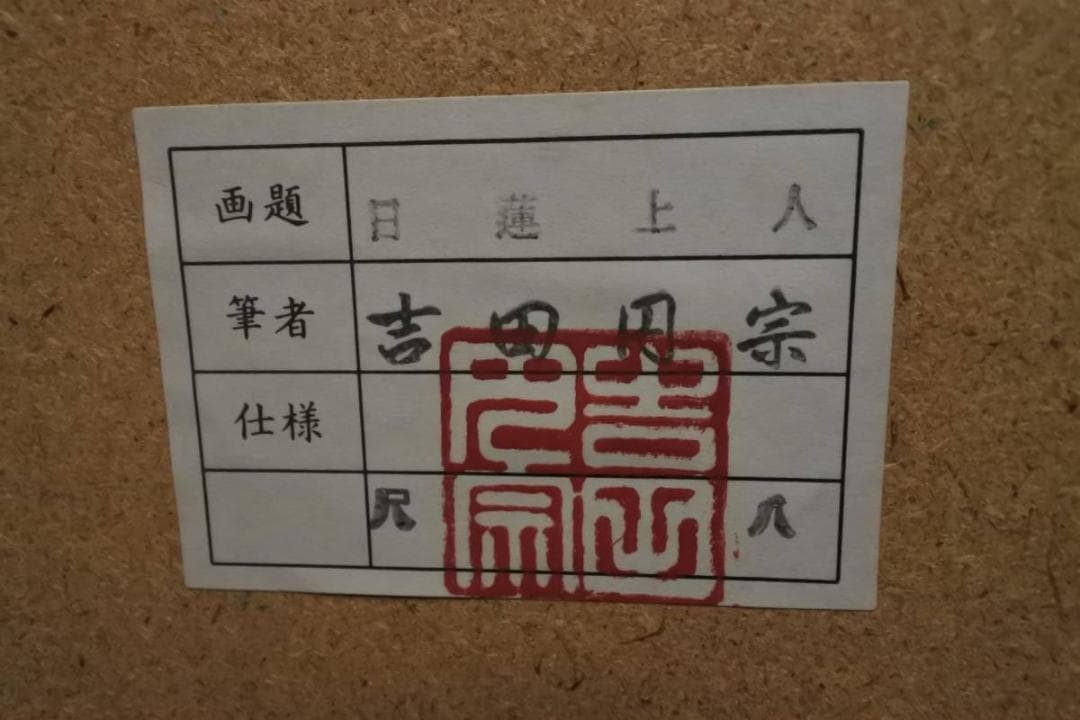 画題 日蓮上人
筆者 吉田円宗
仕様
尺八